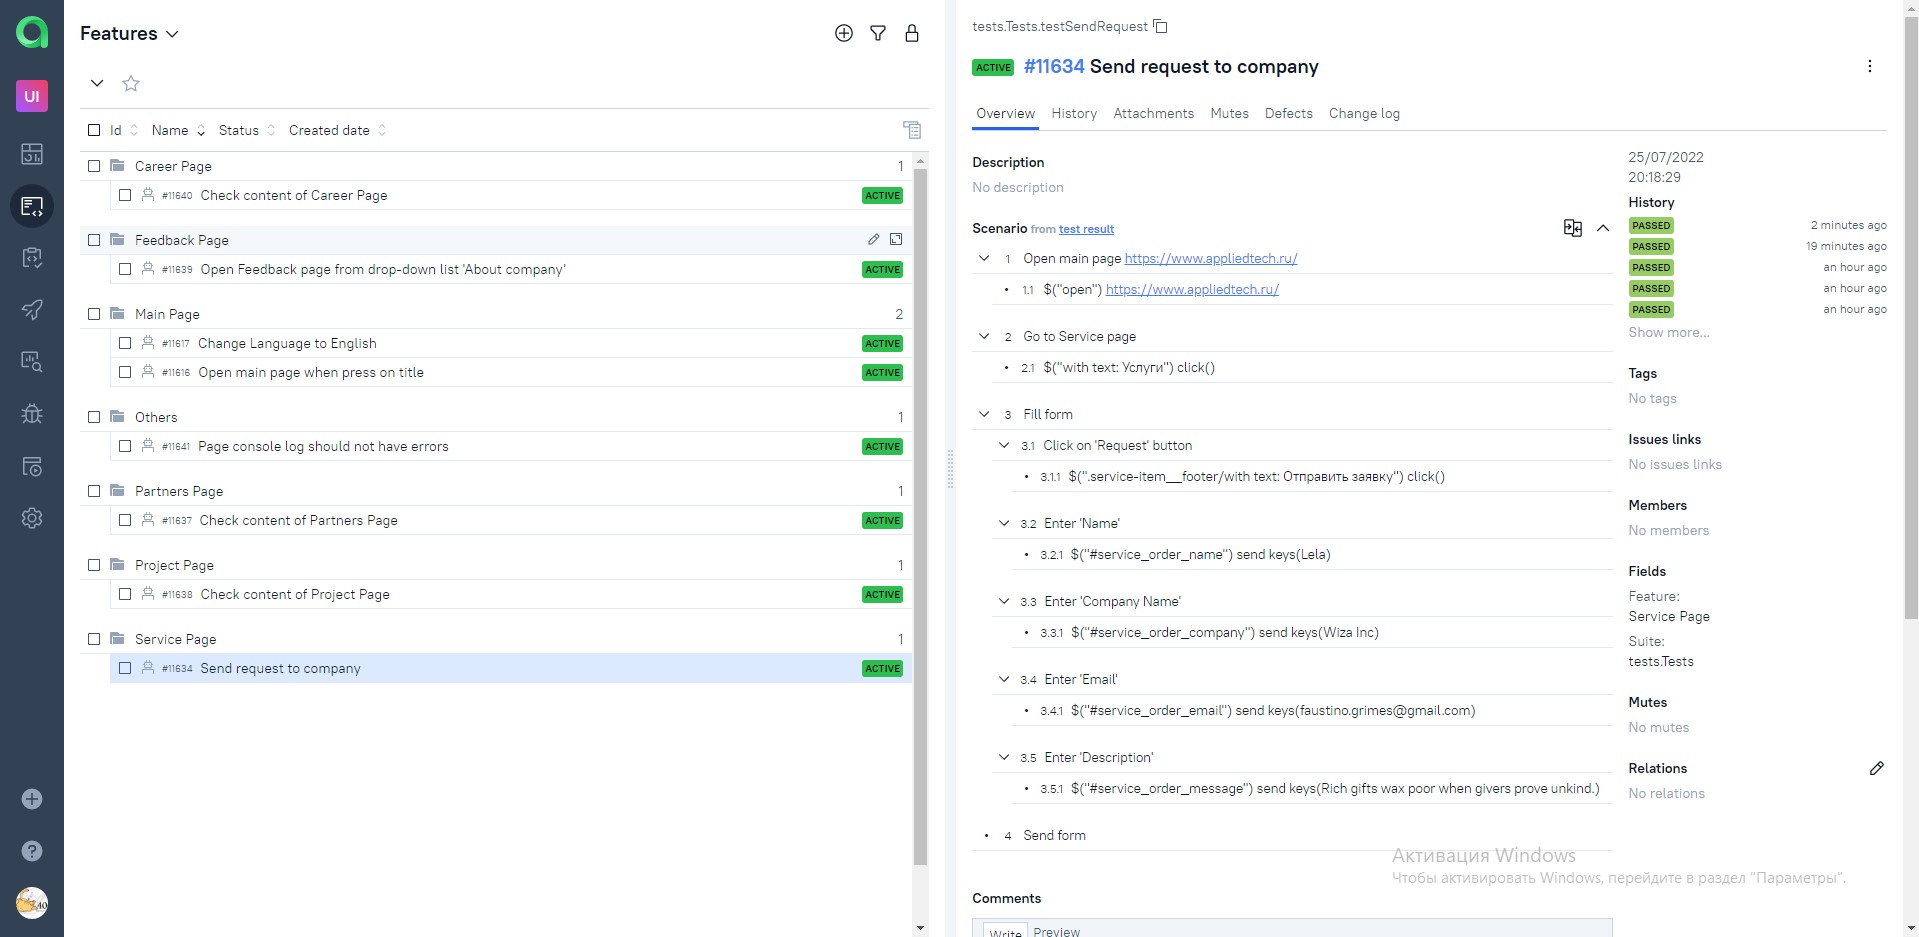 UI
Features
Id Name Status Created date
Career Page 1
#11640 Check content of Career Page ACTIVE
Feedback Page
#11639 Open Feedback page from drop-down list 'About company' ACTIVE
Main Page 2
#11617 Change Language to English ACTIVE
#11616 Open main page when press on title ACTIVE
Others 1
#11641 Page console log should not have errors ACTIVE
Partners Page 1
#11637 Check content of Partners Page ACTIVE
Project Page 1
#11638 Check content of Project Page ACTIVE
Service Page 1
#11634 Send request to company ACTIVE
tests.Tests.testSendRequest
ACTIVE #11634 Send request to company
Overview History Attachments Mutes Defects Change log
Description
No description
Scenario from test result
1 Open main page https://www.appliedtech.ru/
• 1.1 $("open") https://www.appliedtech.ru/
2 Go to Service page
• 2.1 $("with text: Услуги") click()
3 Fill form
3.1 Click on 'Request' button
• 3.1.1 $(".service-item__footer/with text: Отправить заявку") click()
3.2 Enter 'Name'
• 3.2.1 $("#service_order_name") send keys(Lela)
3.3 Enter 'Company Name'
• 3.3.1 $("#service_order_company") send keys(Wiza Inc)
3.4 Enter 'Email'
• 3.4.1 $("#service_order_email") send keys(faustino.grimes@gmail.com)
3.5 Enter 'Description'
• 3.5.1 $("#service_order_message") send keys(Rich gifts wax poor when givers prove unkind.)
• 4 Send form
Comments
Write Preview
25/07/2022
20:18:29
History
PASSED 2 minutes ago
PASSED 19 minutes ago
PASSED an hour ago
PASSED an hour ago
PASSED an hour ago
Show more...
Tags
No tags
Issues links
No issues links
Members
No members
Fields
Feature:
Service Page
Suite:
tests.Tests
Mutes
No mutes
Relations
No relations
Активация Windows
Чтобы активировать Windows, перейдите в раздел "Параметры".